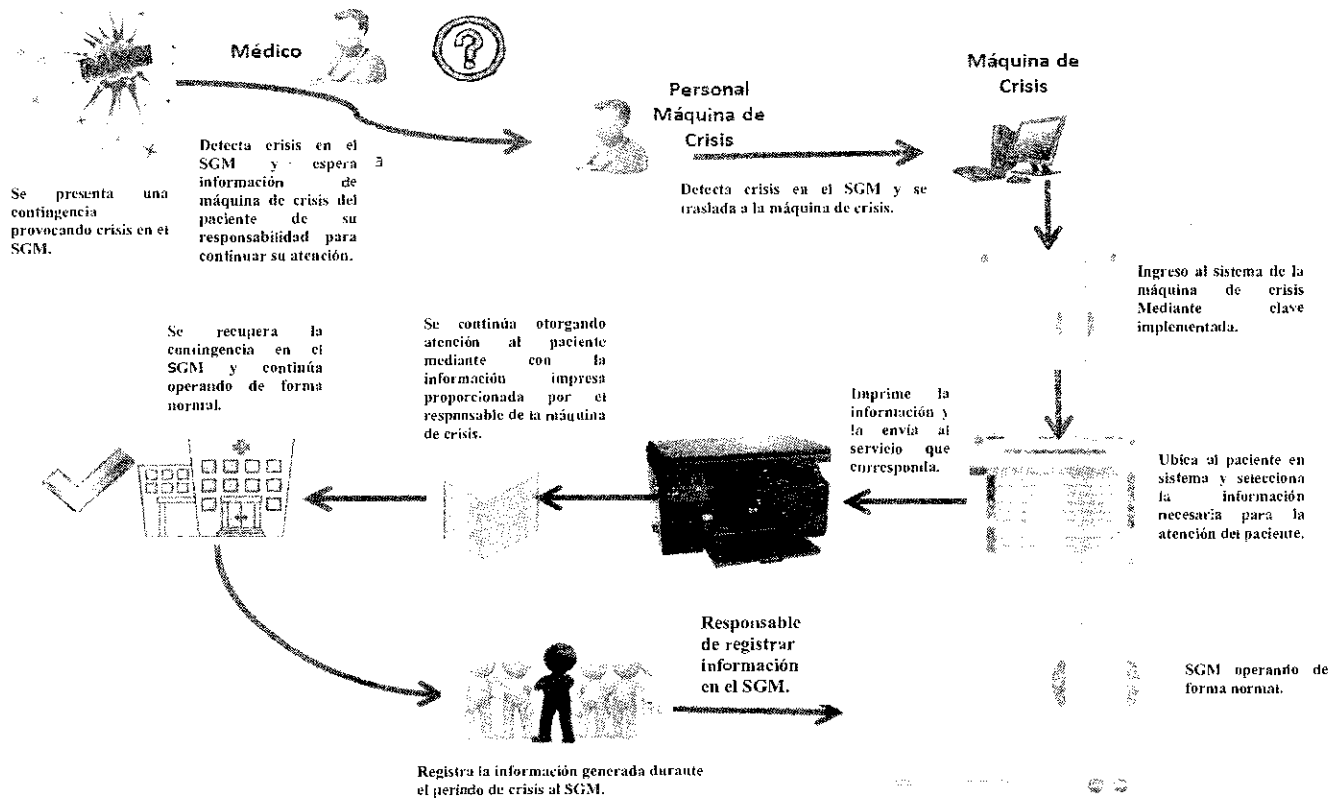 Médico
?
Se presenta una
contingencia
provocando crisis en el
SGM.
Detecta crisis en el
SGM y espera a
información de
máquina de crisis del
paciente de su
responsabilidad para
continuar su atención.
Personal
Máquina de
Crisis
Detecta crisis en el SGM y se
traslada a la máquina de crisis.
Máquina de
Crisis
Ingreso al sistema de la
máquina de crisis
Mediante clave
implementada.
Ubica al paciente en
sistema y selecciona
la información
necesaria para la
atención del paciente.
Imprime la
información y
la envía al
servicio que
corresponda.
Se continúa otorgando
atención al paciente
mediante con la
información impresa
proporcionada por el
responsable de la máquina
de crisis.
Se recupera la
contingencia en el
SGM y continúa
operando de forma
normal.
Responsable
de registrar
información
en el SGM.
Registra la información generada durante
el período de crisis al SGM.
SGM operando de
forma normal.